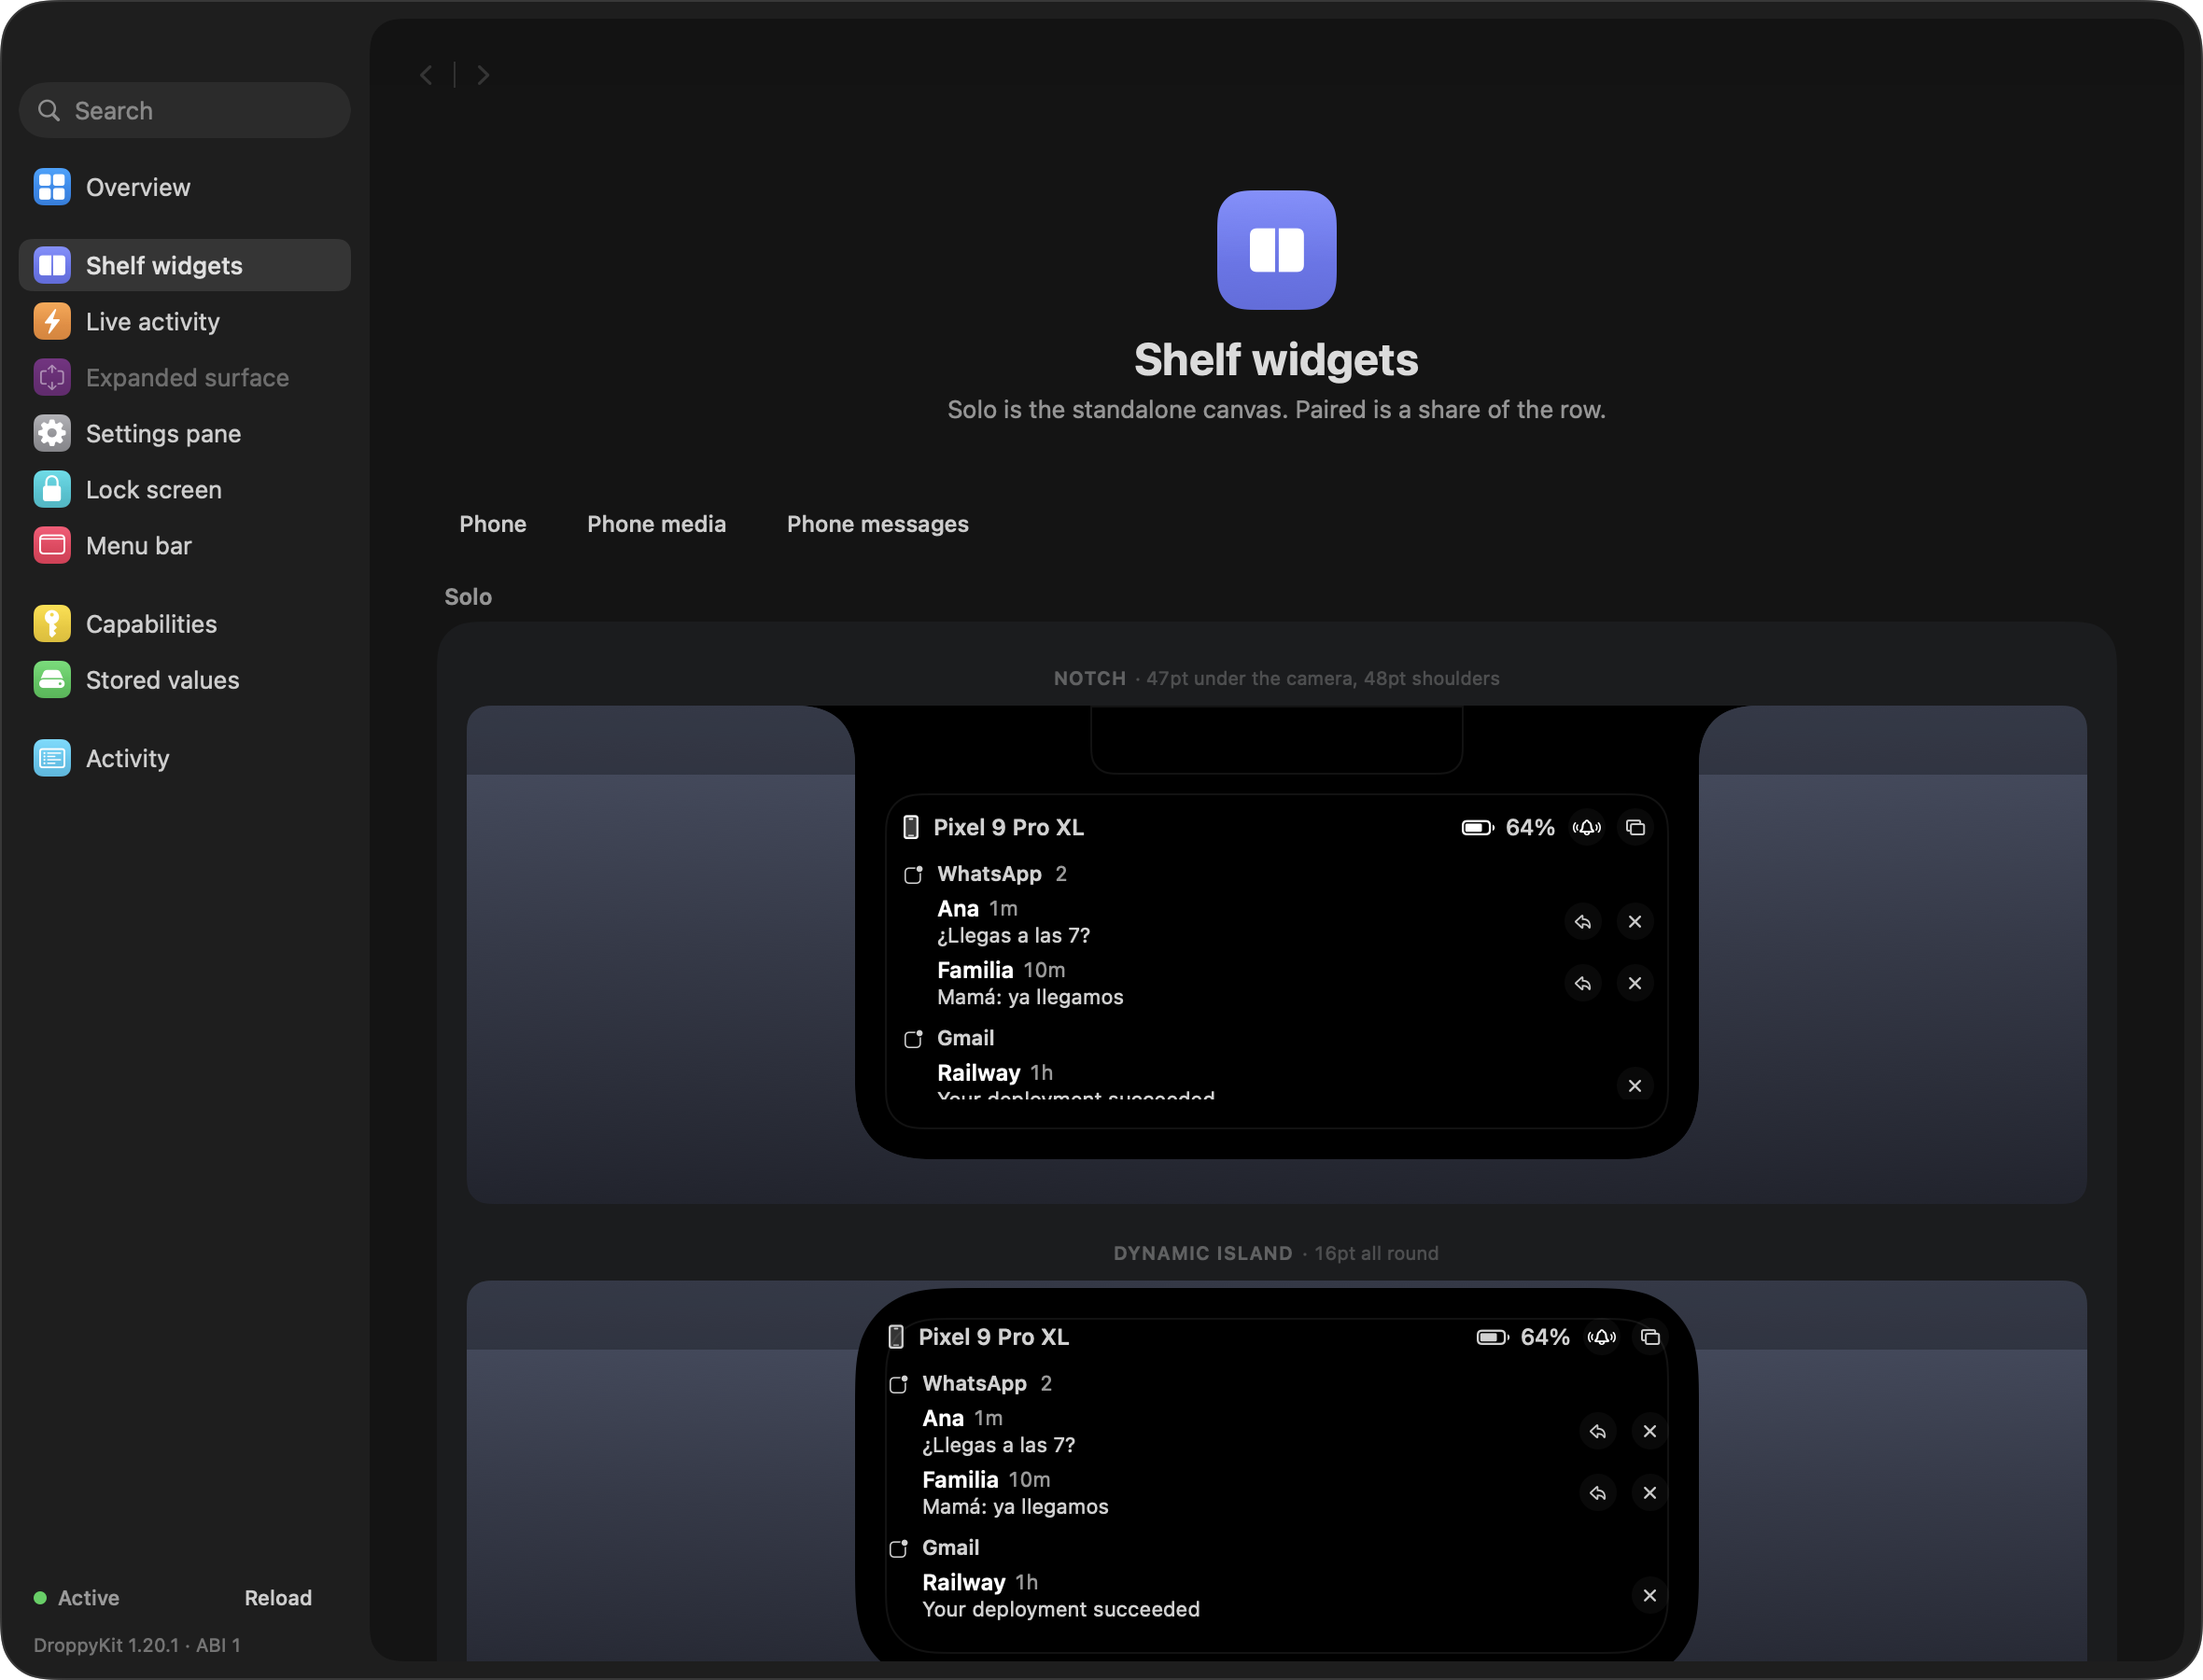 Search
Overview
Shelf widgets
Live activity
Expanded surface
Settings pane
Lock screen
Menu bar
Capabilities
Stored values
Activity
Active
Reload
DroppyKit 1.20.1 · ABI 1
Shelf widgets
Solo is the standalone canvas. Paired is a share of the row.
Phone
Phone media
Phone messages
Solo
NOTCH · 47pt under the camera, 48pt shoulders
Pixel 9 Pro XL
64%
WhatsApp 2
Ana 1m
¿Llegas a las 7?
Familia 10m
Mamá: ya llegamos
Gmail
Railway 1h
Your deployment succeeded
DYNAMIC ISLAND · 16pt all round
Pixel 9 Pro XL
64%
WhatsApp 2
Ana 1m
¿Llegas a las 7?
Familia 10m
Mamá: ya llegamos
Gmail
Railway 1h
Your deployment succeeded